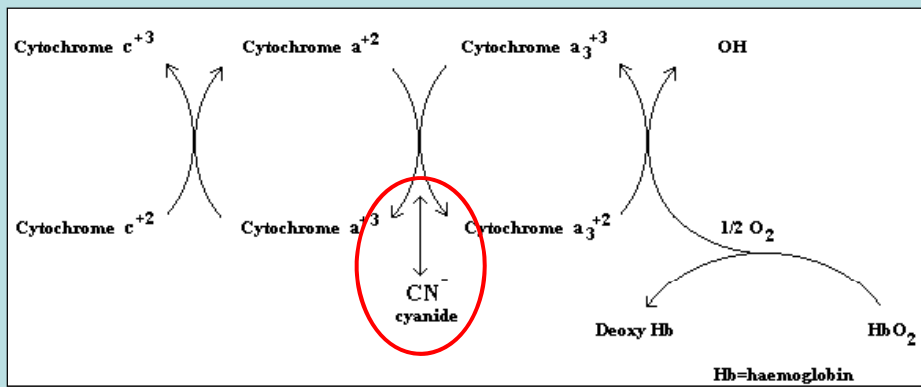 Cytochrome c+3 Cytochrome a+2 Cytochrome a3+3 OH
Cytochrome c+2 Cytochrome a+3 Cytochrome a3+2 1/2 O2
CN-
cyanide
Deoxy Hb HbO2
Hb=haemoglobin